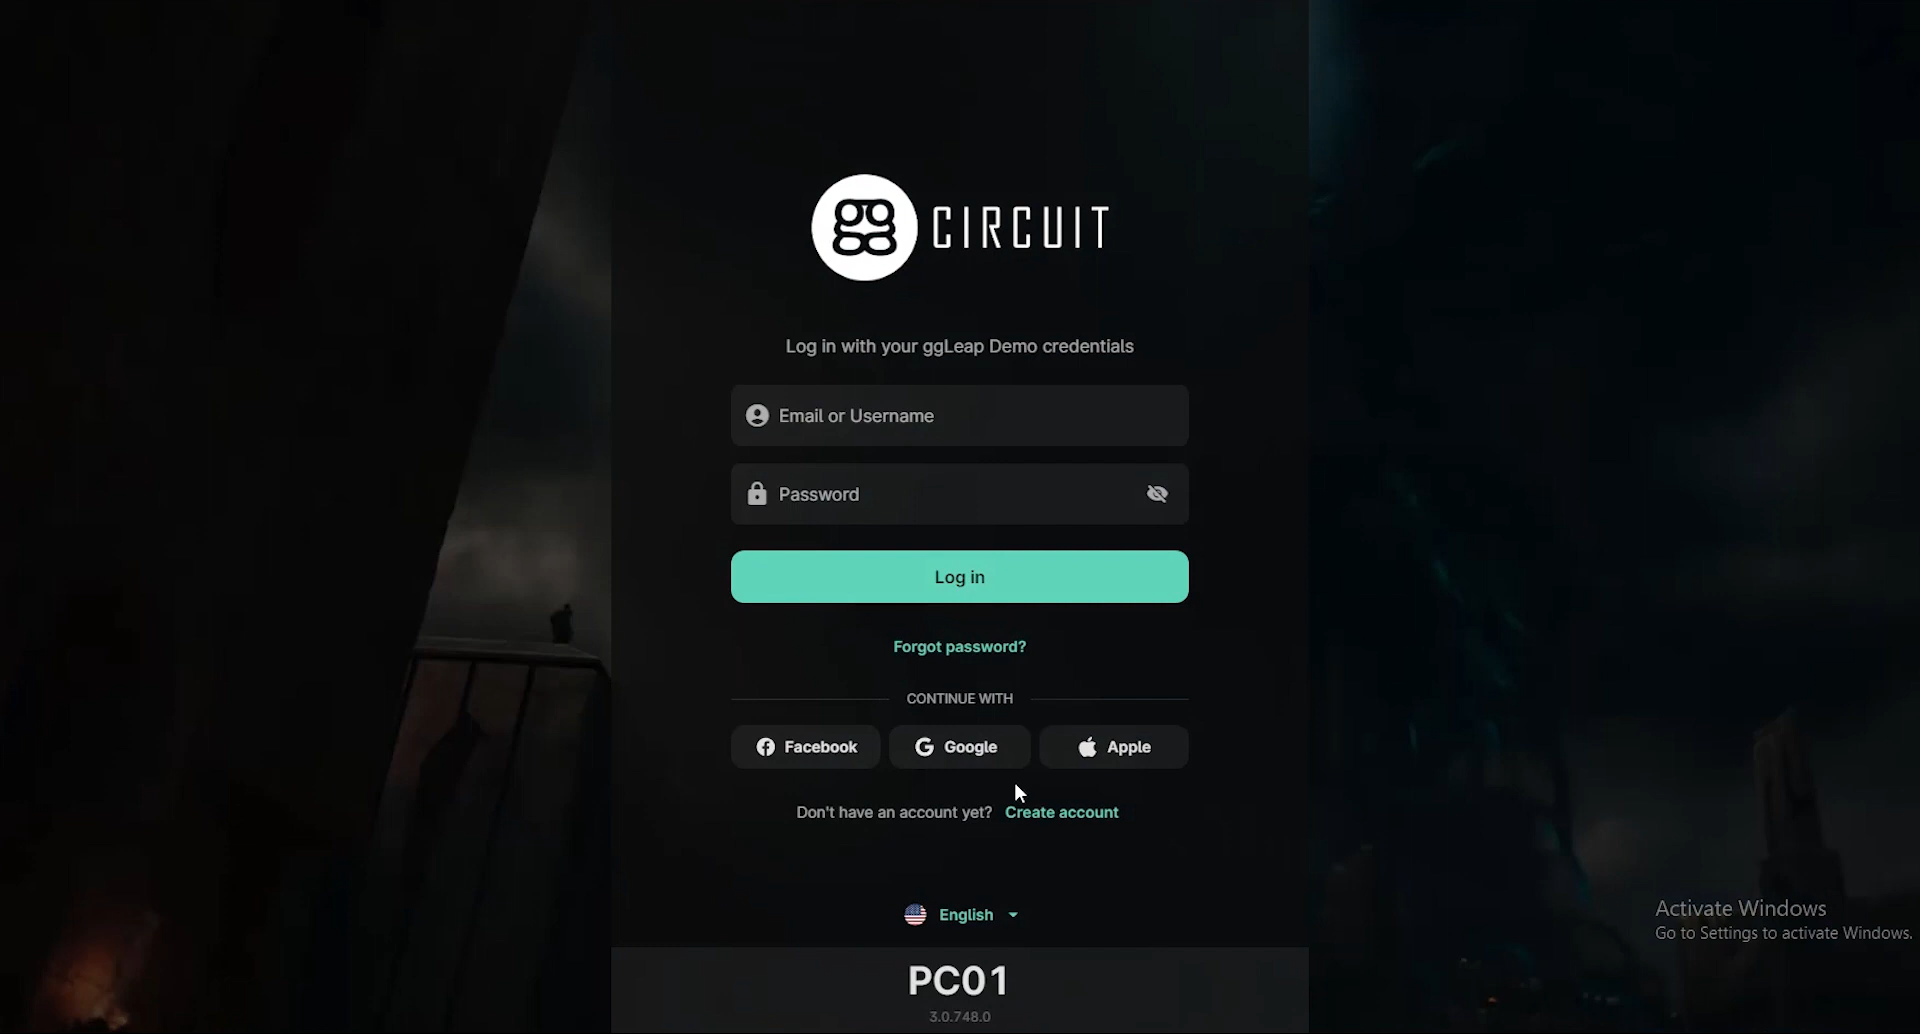 gg CIRCUIT
Log in with your ggLeap Demo credentials
Email or Username
Password
Log in
Forgot password?
CONTINUE WITH
Facebook
Google
Apple
Don't have an account yet? Create account
English
PC01
3.0.748.0
Activate Windows
Go to Settings to activate Windows.